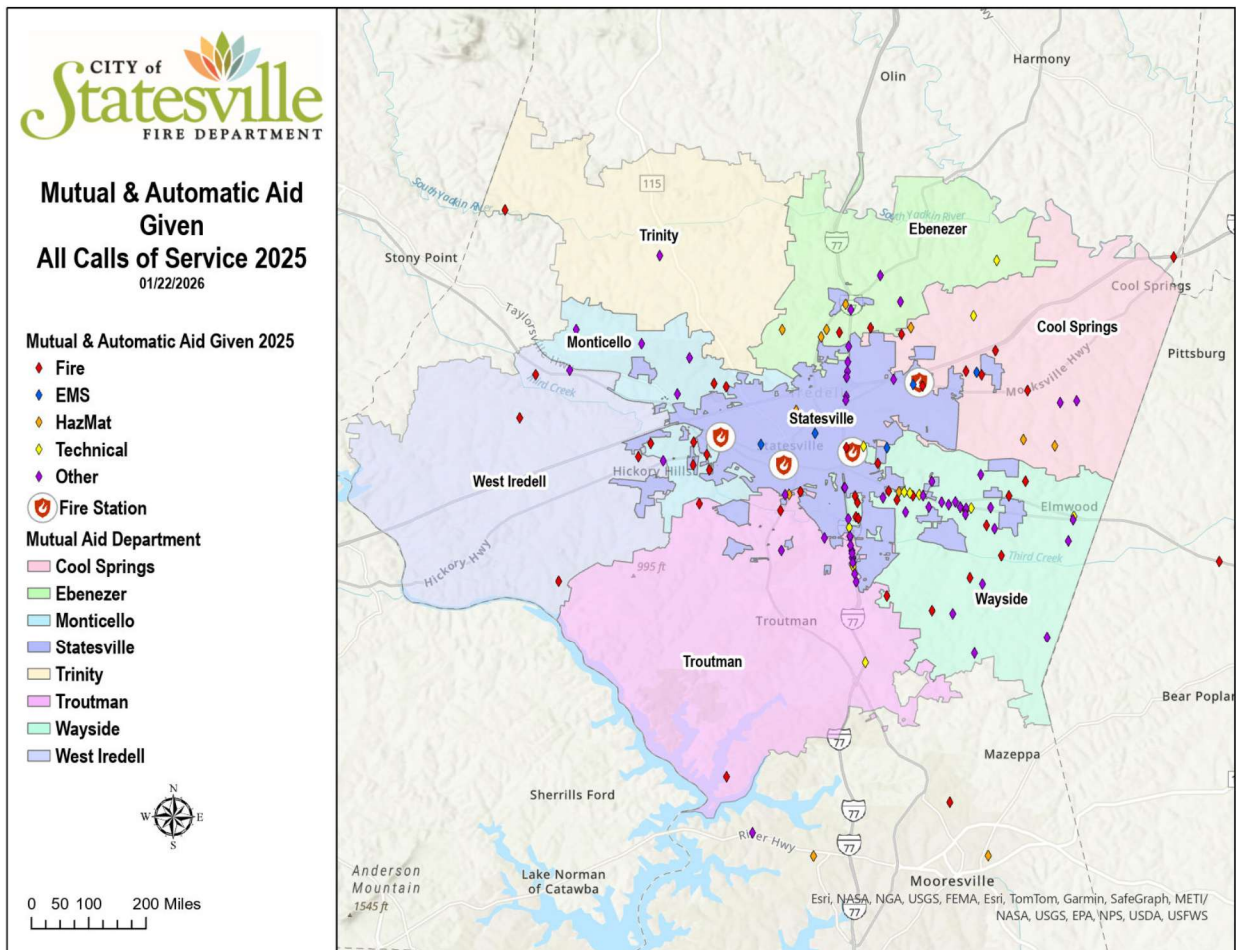 CITY of
Statesville
FIRE DEPARTMENT
Mutual & Automatic Aid
Given
All Calls of Service 2025
01/22/2026
Mutual & Automatic Aid Given 2025
Fire
EMS
HazMat
Technical
Other
Fire Station
Mutual Aid Department
Cool Springs
Ebenezer
Monticello
Statesville
Trinity
Troutman
Wayside
West Iredell
N
W E
S
0 50 100 200 Miles
Harmony
Olin
115
South Yadkin River
South Yadkin River
Ebenezer
Trinity
77
Stony Point
Cool Springs
Taylorsville Hwy
Cool Springs
Monticello
Pittsburg
Third Creek
Mocksville Hwy
Statesville
Statesville
Hickory Hills
West Iredell
Elmwood
Hickory Hwy
995 ft
Third Creek
Wayside
Troutman
77
Troutman
Bear Poplar
77
Mazeppa
Sherrills Ford
77
River Hwy
77
Anderson
Mountain
1545 ft
Lake Norman
of Catawba
Mooresville
77
Esri, NASA, NGA, USGS, FEMA, Esri, TomTom, Garmin, SafeGraph, METI/
NASA, USGS, EPA, NPS, USDA, USFWS